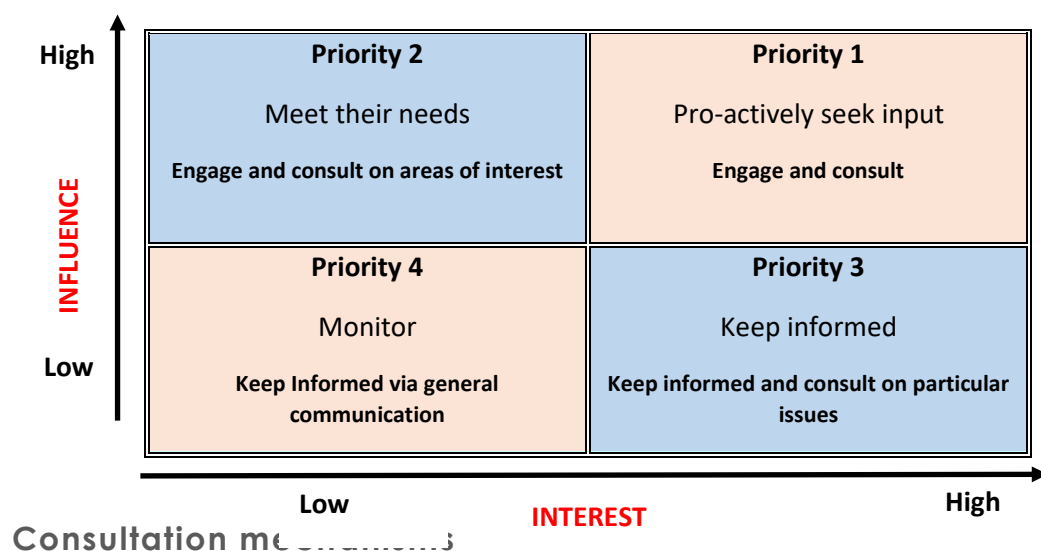 High
Priority 2
Priority 1
Meet their needs
Pro-actively seek input
Engage and consult on areas of interest
Engage and consult
INFLUENCE
Priority 4
Priority 3
Monitor
Keep informed
Low
Keep Informed via general
communication
Keep informed and consult on particular
issues
Low
INTEREST
High
Consultation